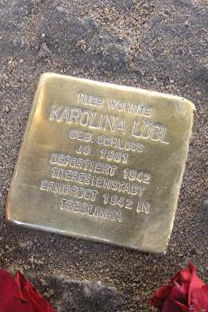 HIER WOHNTE
KAROLINA LÖBL
GEB. SCHLOSS
JG. 1861
DEPORTIERT 1942
THERESIENSTADT
ERMORDET 1942 IN
TREBLINKA